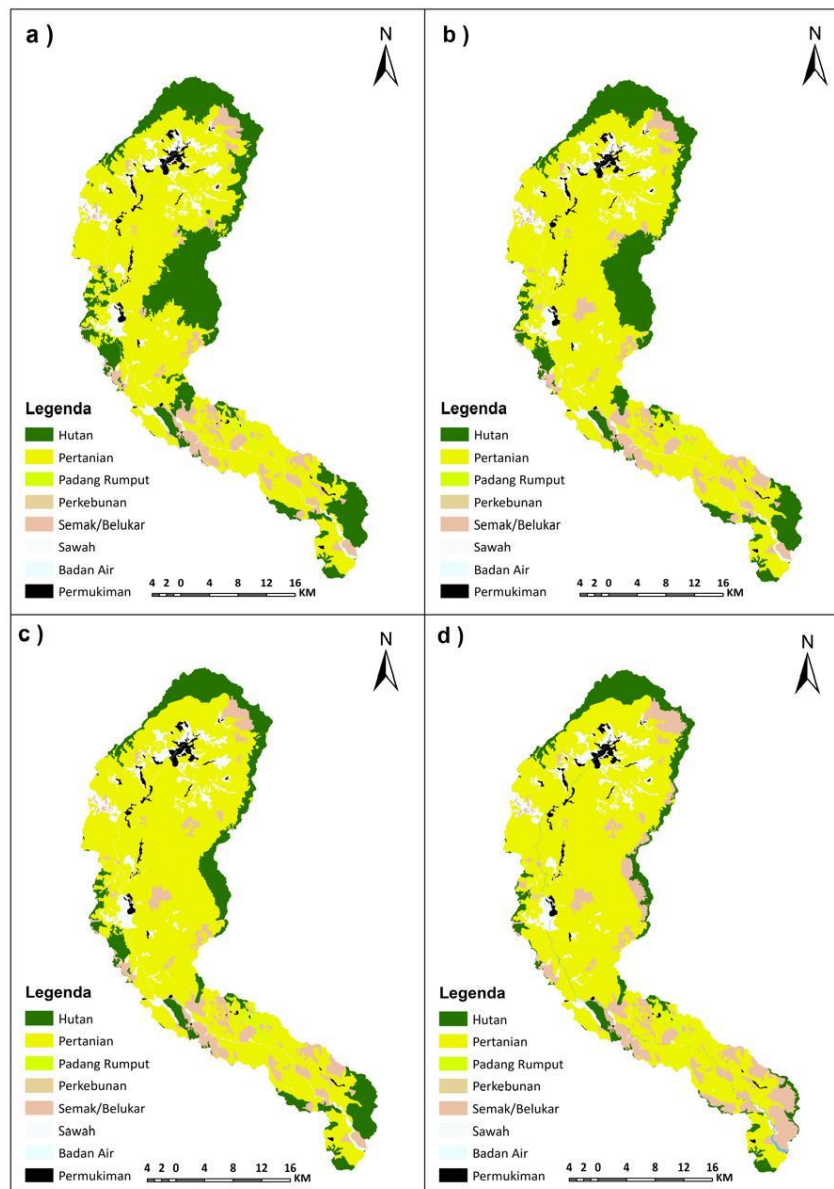 a )
N
Legenda
Hutan
Pertanian
Padang Rumput
Perkebunan
Semak/Belukar
Sawah
Badan Air
Permukiman
4 2 0 4 8 12 16
KM
b )
N
Legenda
Hutan
Pertanian
Padang Rumput
Perkebunan
Semak/Belukar
Sawah
Badan Air
Permukiman
4 2 0 4 8 12 16
KM
c )
N
Legenda
Hutan
Pertanian
Padang Rumput
Perkebunan
Semak/Belukar
Sawah
Badan Air
Permukiman
4 2 0 4 8 12 16
KM
d )
N
Legenda
Hutan
Pertanian
Padang Rumput
Perkebunan
Semak/Belukar
Sawah
Badan Air
Permukiman
4 2 0 4 8 12 16
KM